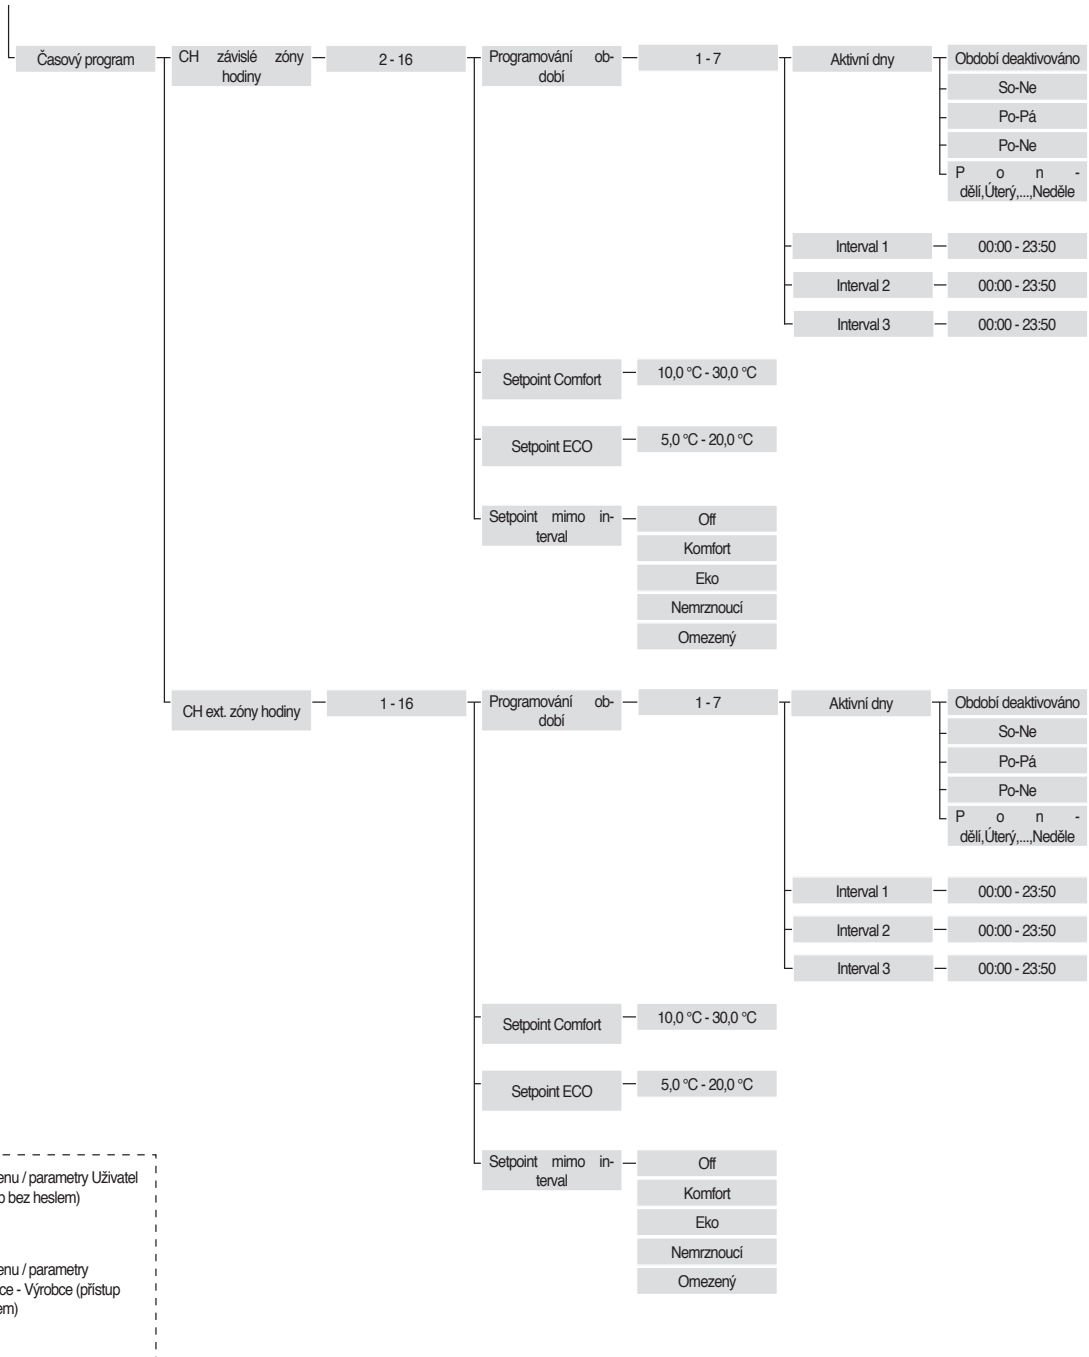 Časový program
CH závislé zóny
hodiny
2 - 16
Programování ob-
dobí
1 - 7
Aktivní dny
Období deaktivováno
So-Ne
Po-Pá
Po-Ne
P o n -
dělí,Úterý,...,Neděle
Interval 1
00:00 - 23:50
Interval 2
00:00 - 23:50
Interval 3
00:00 - 23:50
Setpoint Comfort
10,0 °C - 30,0 °C
Setpoint ECO
5,0 °C - 20,0 °C
Setpoint mimo in-
terval
Off
Komfort
Eko
Nemrznoucí
Omezený
CH ext. zóny hodiny
1 - 16
Programování ob-
dobí
1 - 7
Aktivní dny
Období deaktivováno
So-Ne
Po-Pá
Po-Ne
P o n -
dělí,Úterý,...,Neděle
Interval 1
00:00 - 23:50
Interval 2
00:00 - 23:50
Interval 3
00:00 - 23:50
Setpoint Comfort
10,0 °C - 30,0 °C
Setpoint ECO
5,0 °C - 20,0 °C
Setpoint mimo in-
terval
Off
Komfort
Eko
Nemrznoucí
Omezený
/ parametry Uživatel
bez heslem)
/ parametry
- Výrobce (přístup